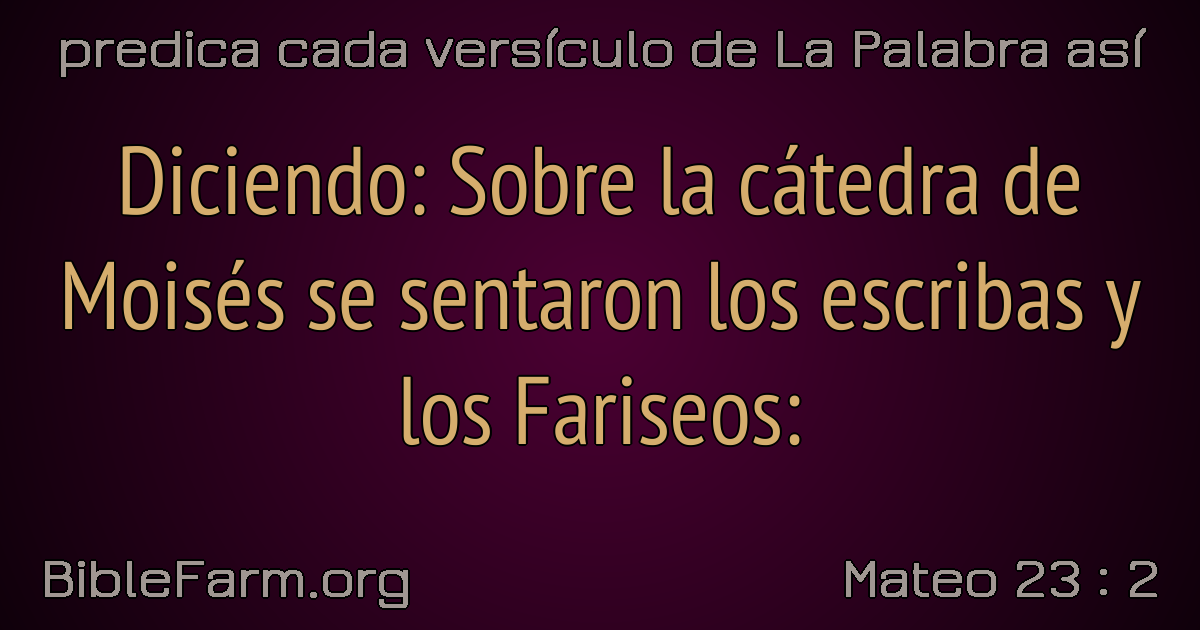 predica cada versículo de La Palabra así
Diciendo: Sobre la cátedra de
Moisés se sentaron los escribas y
los Fariseos:
BibleFarm.org
Mateo 23 : 2